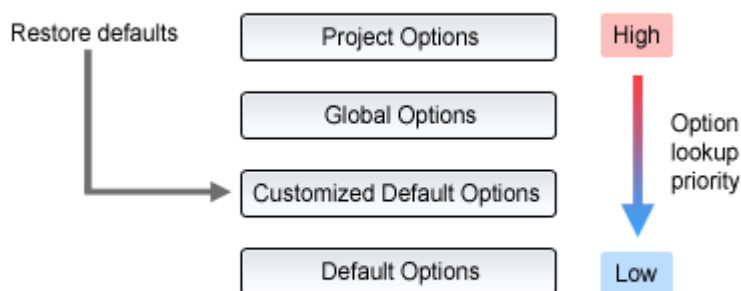 Restore defaults
Project Options
High
Global Options
Option
lookup
priority
Customized Default Options
Default Options
Low